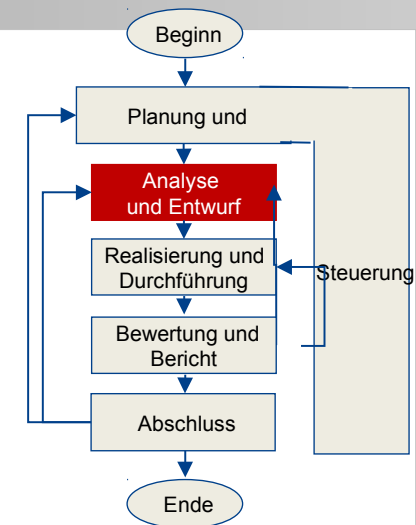 Beginn
Planung und
Analyse
und Entwurf
Realisierung und
Durchführung
Steuerung
Bewertung und
Bericht
Abschluss
Ende